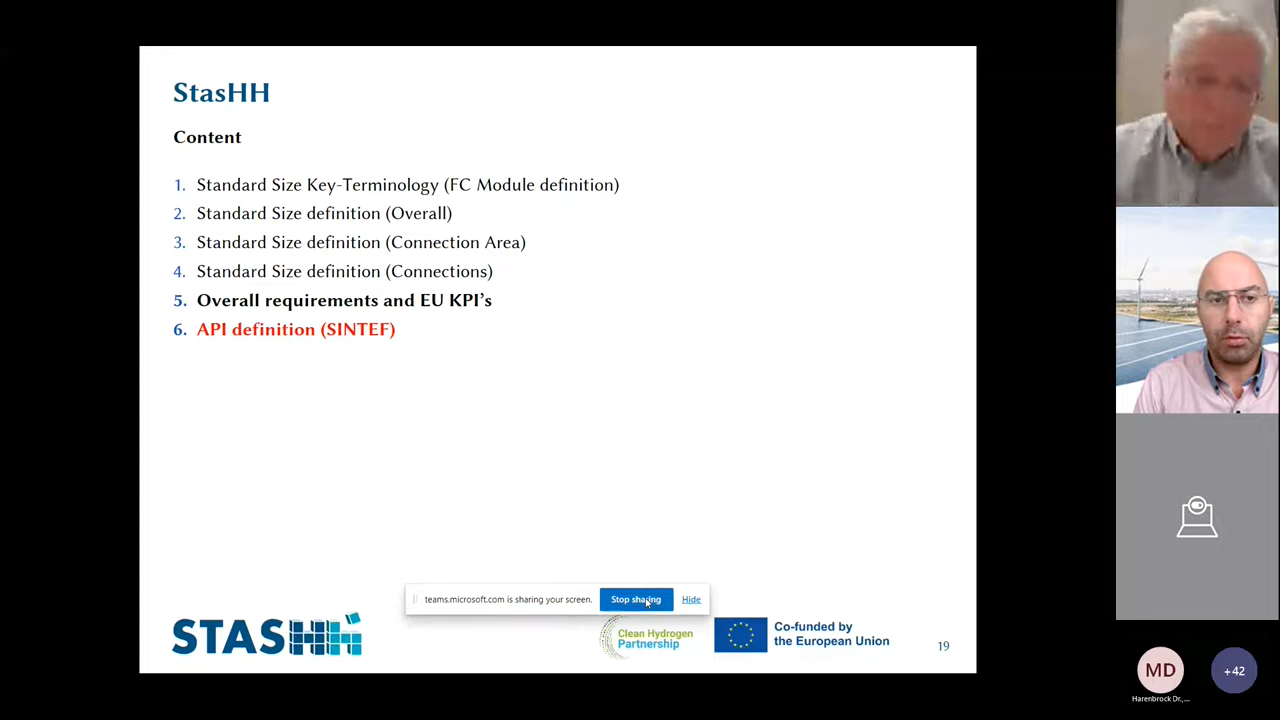 StasHH
Content
1. Standard Size Key-Terminology (FC Module definition)
2. Standard Size definition (Overall)
3. Standard Size definition (Connection Area)
4. Standard Size definition (Connections)
5. Overall requirements and EU KPI’s
6. API definition (SINTEF)
teams.microsoft.com is sharing your screen. Stop sharing Hide
STASHH
Clean Hydrogen
Partnership
Co-funded by
the European Union
19
MD
+42
Harenbrock Dr.,...